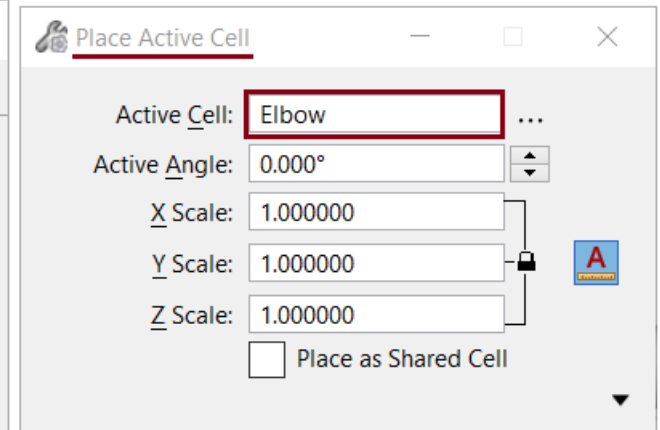 Place Active Cell
Active Cell: Elbow ...
Active Angle: 0.000°
X Scale: 1.000000
Y Scale: 1.000000
A
Z Scale: 1.000000
Place as Shared Cell